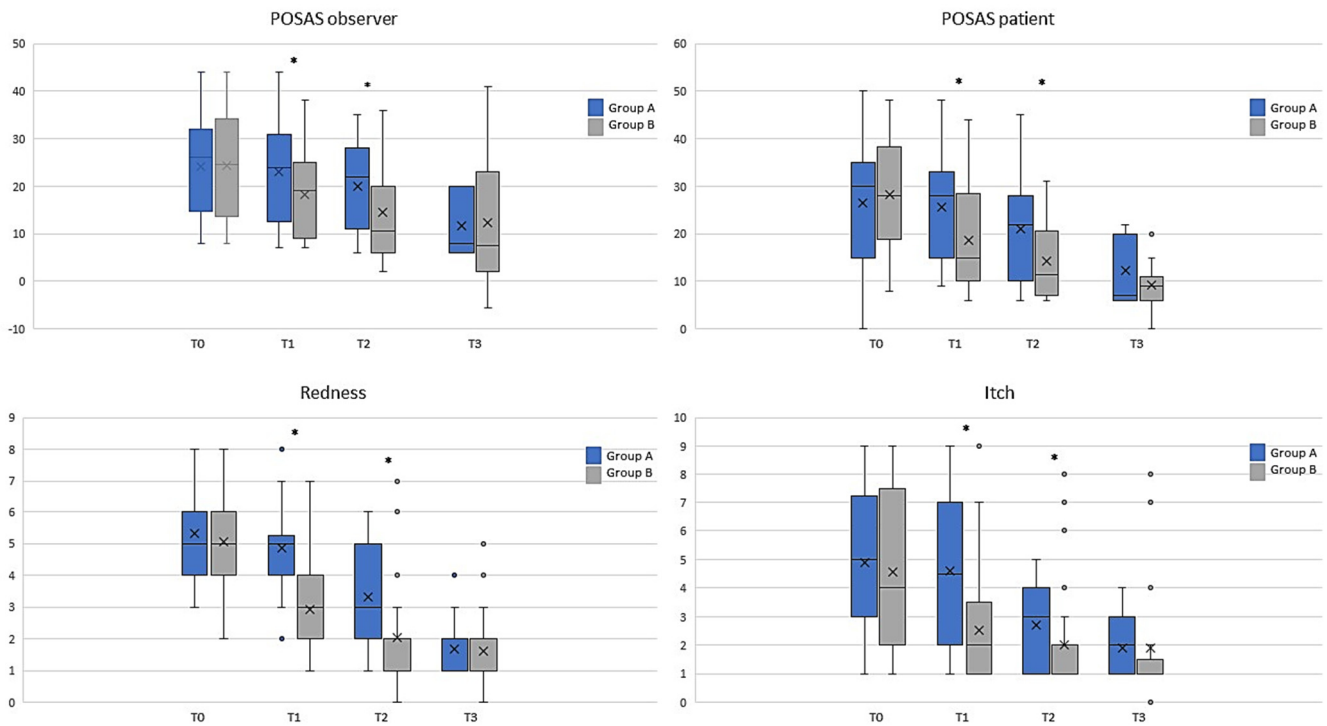 POSAS observer
50
40
30
20
10
0
-10
*
*
Group A
Group B
T0 T1 T2 T3
POSAS patient
60
50
40
30
20
10
0
*
*
Group A
Group B
T0 T1 T2 T3
Redness
9
8
7
6
5
4
3
2
1
0
*
*
Group A
Group B
T0 T1 T2 T3
Itch
10
9
8
7
6
5
4
3
2
1
0
*
*
Group A
Group B
T0 T1 T2 T3